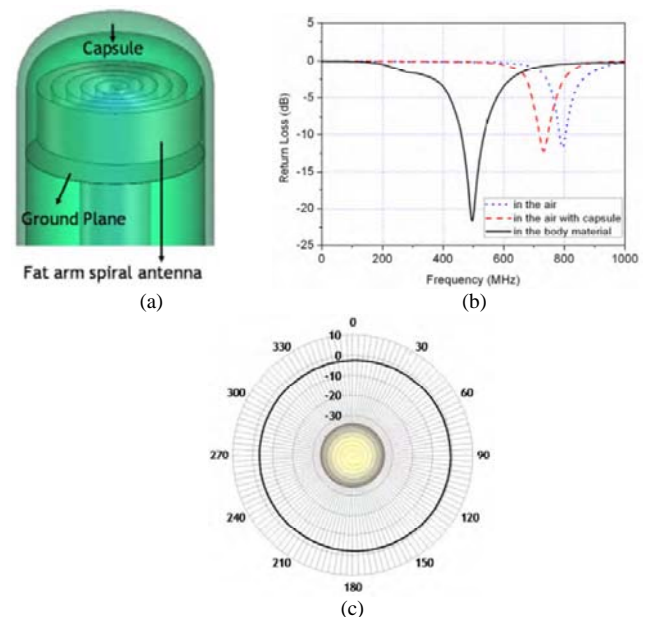 Capsule
Ground Plane
Fat arm spiral antenna
(a)
5
0
-5
-10
-15
-20
-25
Return Loss (dB)
in the air
in the air with capsule
in the body material
0 200 400 600 800 1000
Frequency (MHz)
(b)
0
30
60
90
120
150
180
210
240
270
300
330
10
0
-10
-20
-30
(c)